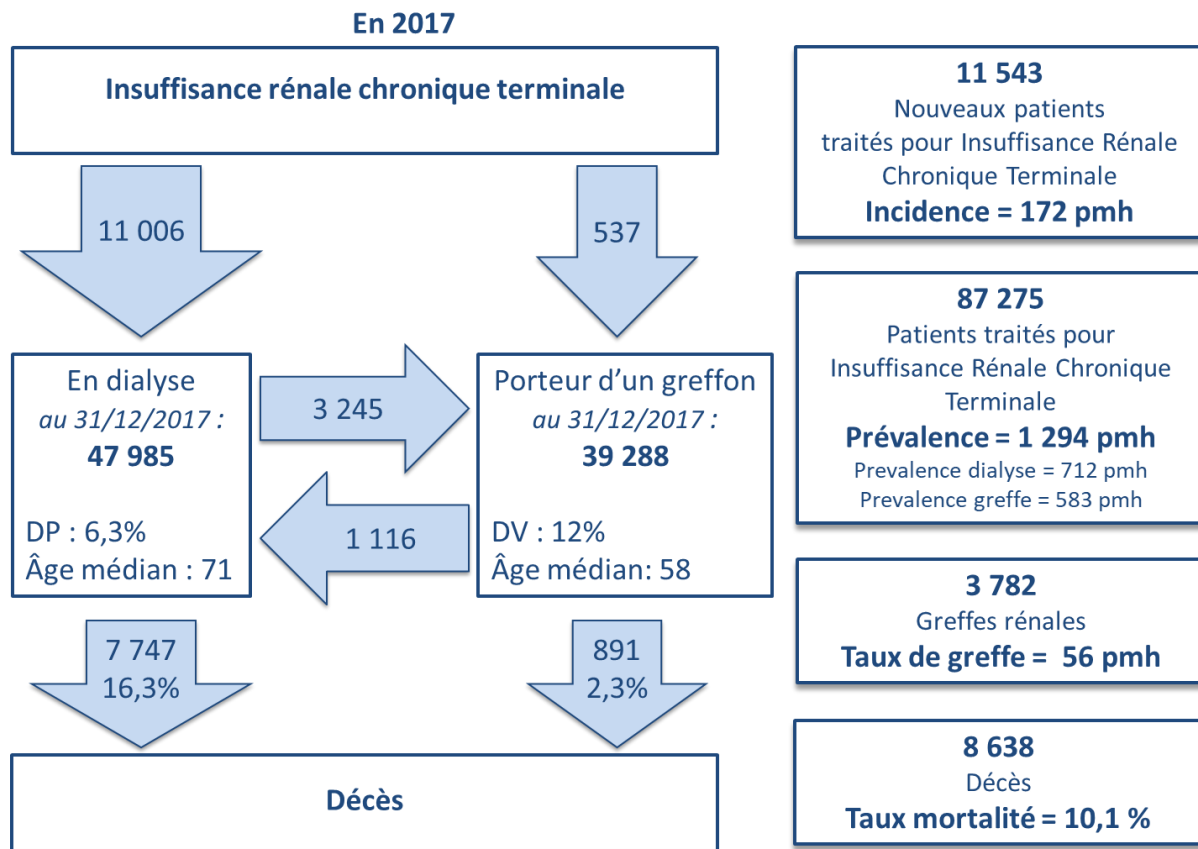 En 2017
Insuffisance rénale chronique terminale
11 006
537
En dialyse
au 31/12/2017 :
47 985
DP : 6,3%
Âge médian : 71
3 245
1 116
Porteur d'un greffon
au 31/12/2017 :
39 288
DV : 12%
Âge médian: 58
7 747
16,3%
891
2,3%
Décès
11 543
Nouveaux patients
traités pour Insuffisance Rénale
Chronique Terminale
Incidence = 172 pmh
87 275
Patients traités pour
Insuffisance Rénale Chronique
Terminale
Prévalence = 1 294 pmh
Prevalence dialyse = 712 pmh
Prevalence greffe = 583 pmh
3 782
Greffes rénales
Taux de greffe = 56 pmh
8 638
Décès
Taux mortalité = 10,1 %